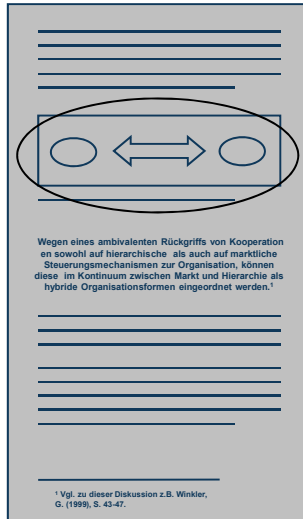 Wegen eines ambivalenten Rückgriffs von Kooperation
en sowohl auf hierarchische als auch auf marktliche
Steuerungsmechanismen zur Organisation, können
diese im Kontinuum zwischen Markt und Hierarchie als
hybride Organisationsformen eingeordnet werden.¹
¹ Vgl. zu dieser Diskussion z.B. Winkler,
G. (1999), S. 43-47.